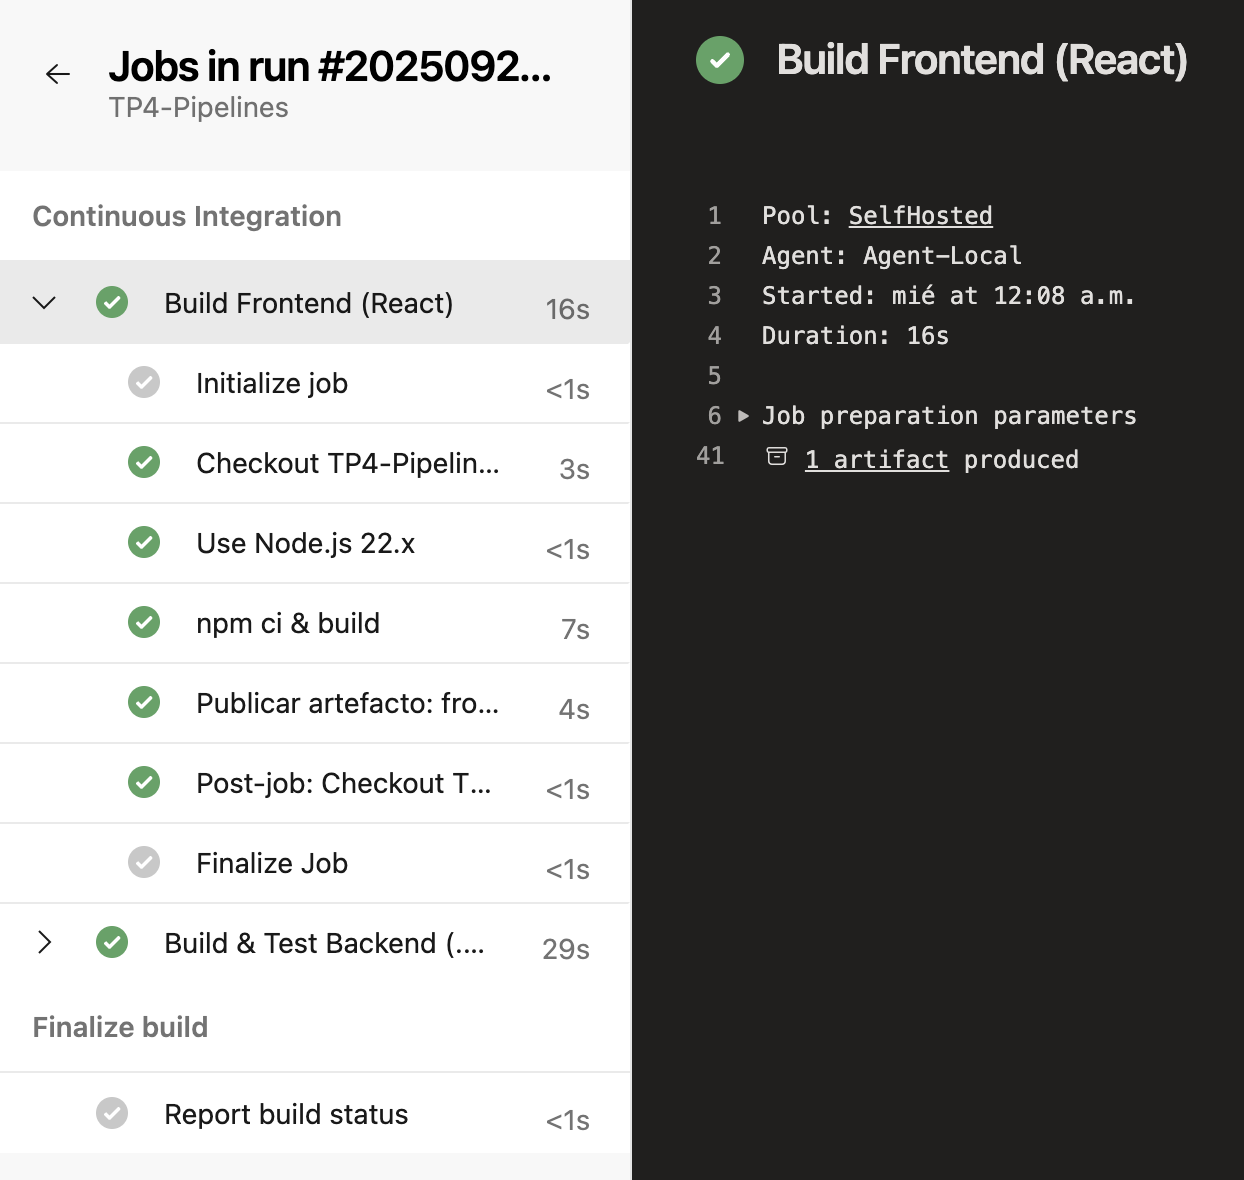 Jobs in run #2025092...
TP4-Pipelines
Continuous Integration
Build Frontend (React) 16s
Initialize job <1s
Checkout TP4-Pipelin... 3s
Use Node.js 22.x <1s
npm ci & build 7s
Publicar artefacto: fro... 4s
Post-job: Checkout T... <1s
Finalize Job <1s
Build & Test Backend (.... 29s
Finalize build
Report build status <1s
Build Frontend (React)
1 Pool: SelfHosted
2 Agent: Agent-Local
3 Started: mié at 12:08 a.m.
4 Duration: 16s
5
6 Job preparation parameters
41 1 artifact produced